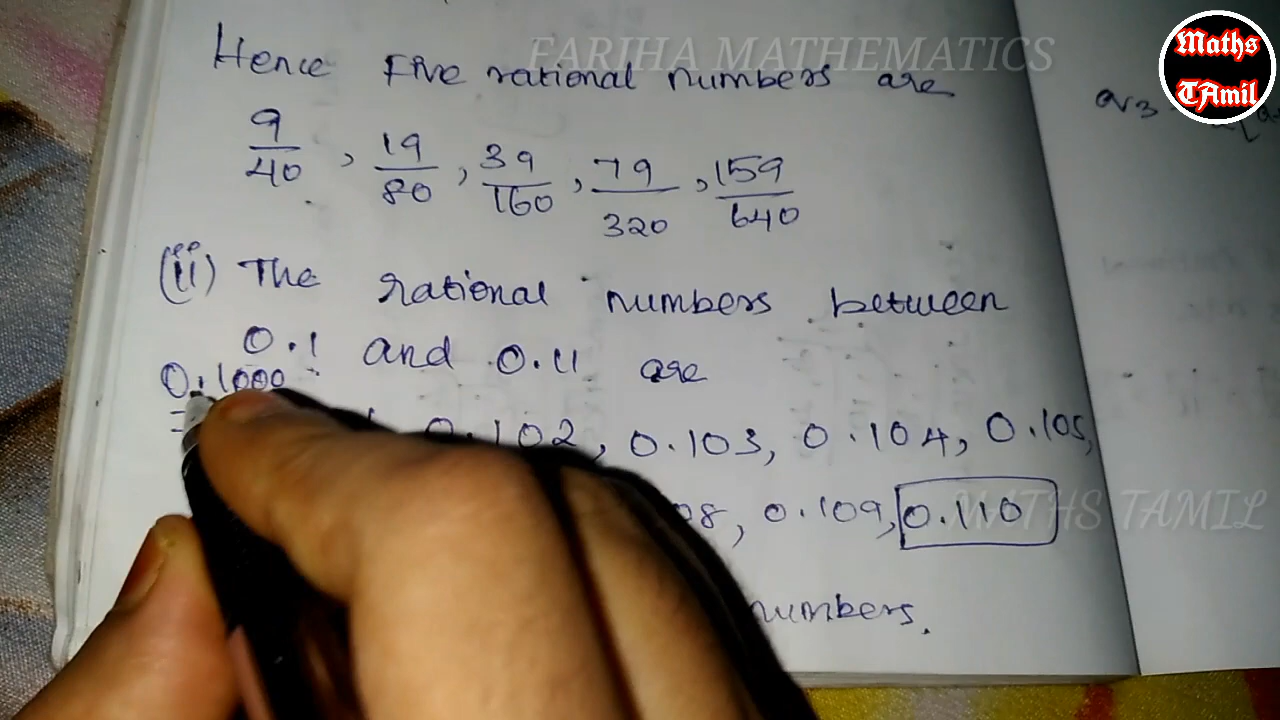 Hence Five rational numbers are
9/40, 19/80, 39/160, 79/320, 159/640
(ii) The rational numbers between
0.1 and 0.11 are
0.1000
0.102, 0.103, 0.104, 0.105,
08, 0.109, 0.110
numbers.
FARIHA MATHEMATICS
MATHS TAMIL
Maths
TAmil